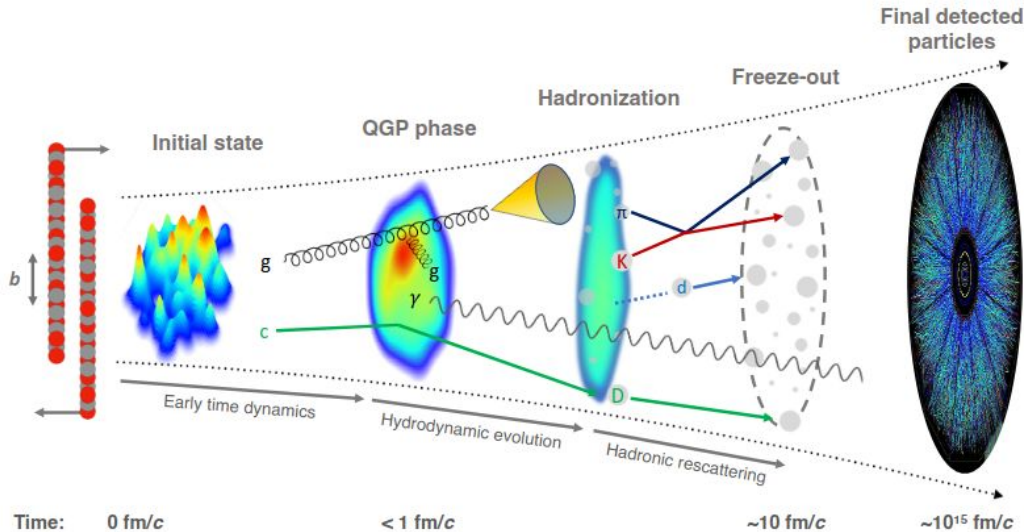 Final detected
particles
Freeze-out
Hadronization
QGP phase
Initial state
b
g
g
γ
c
π
K
d
D
Early time dynamics
Hydrodynamic evolution
Hadronic rescattering
Time: 0 fm/c < 1 fm/c ~10 fm/c ~10¹⁵ fm/c